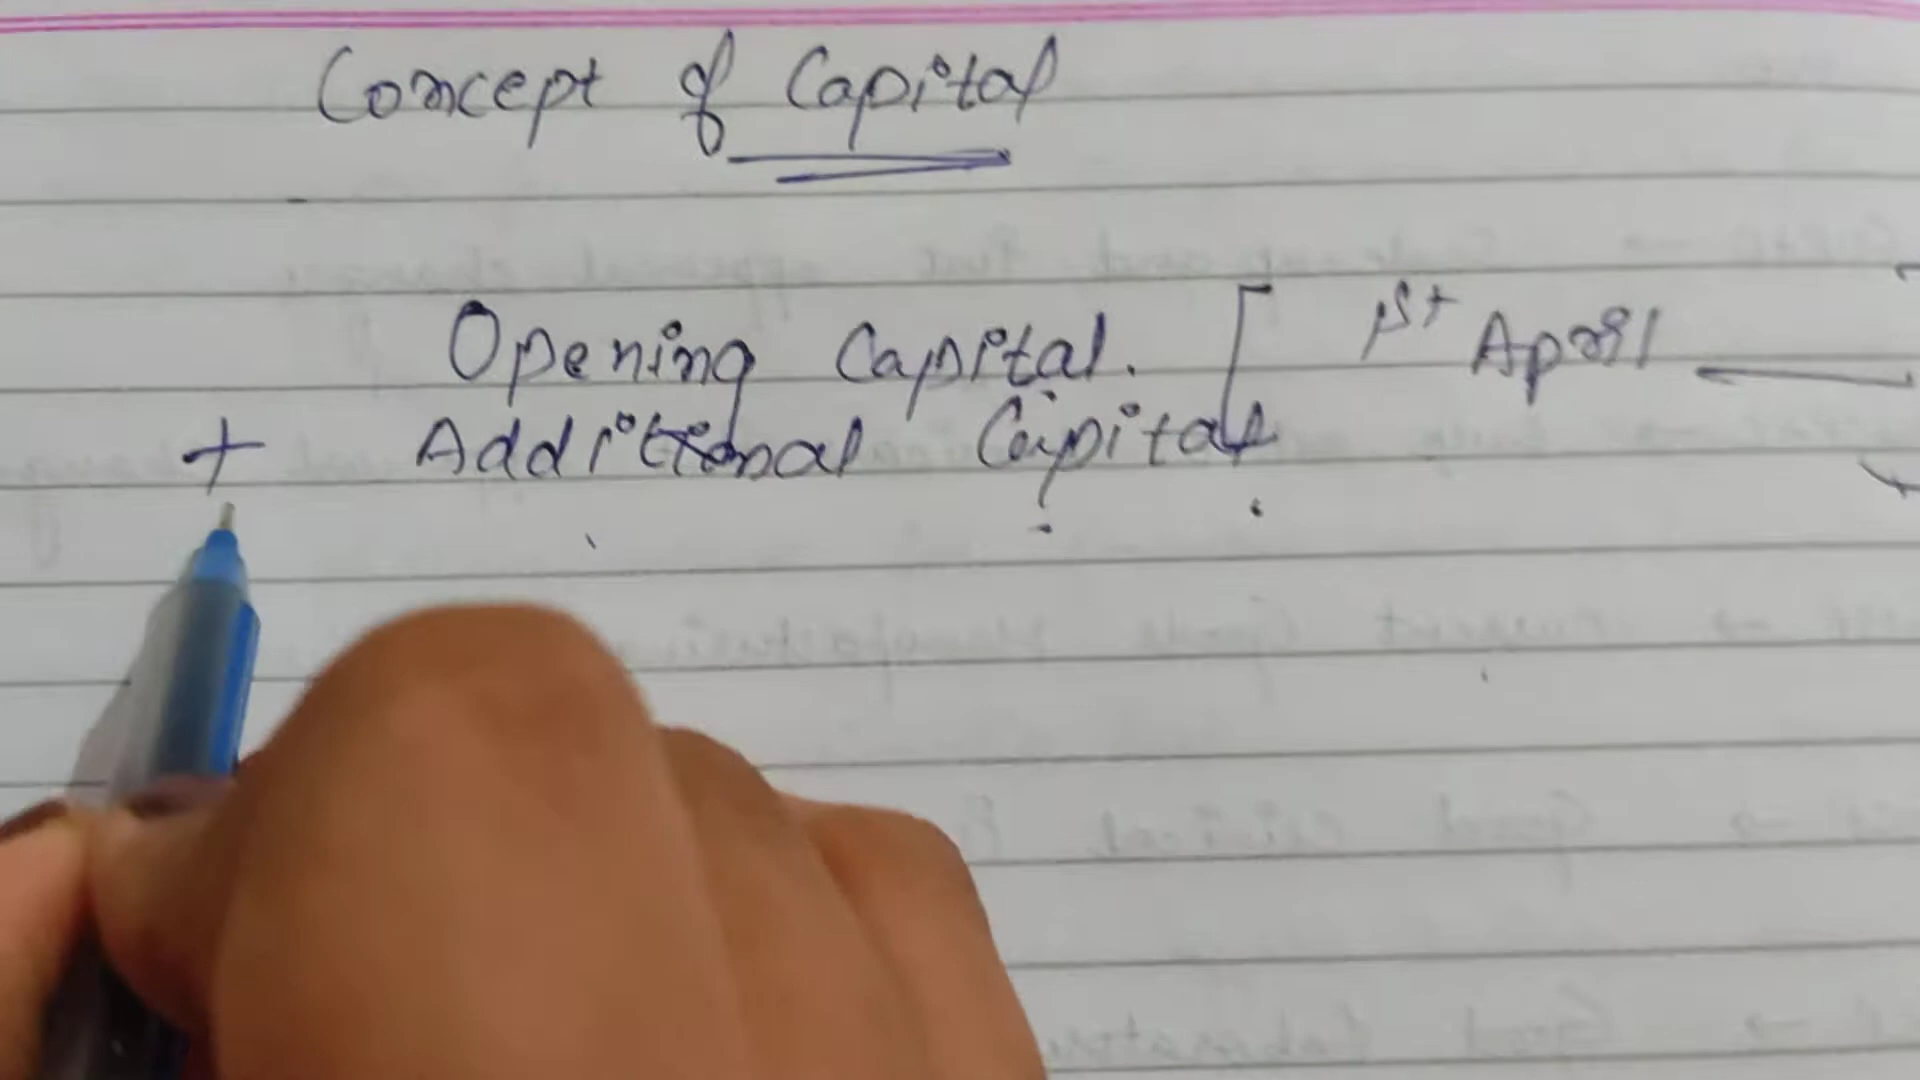 Concept of Capital
Opening Capital. [ 1st April
+ Additional Capital